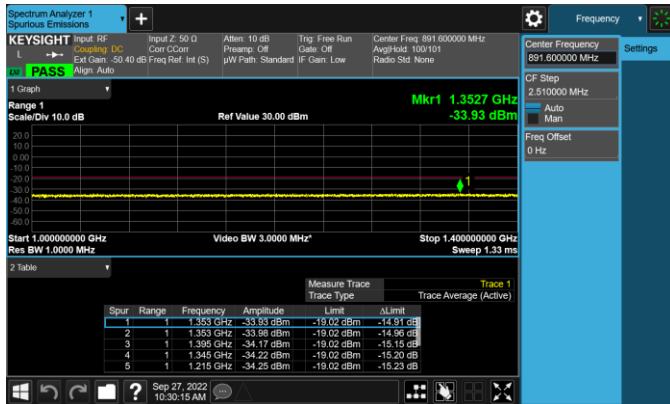 Spectrum Analyzer 1
Spurious Emissions
Frequency
KEYSIGHT Input: RF Input Z: 50 Ω Atten: 10 dB Trig: Free Run Center Freq: 891.600000 MHz
L Coupling: DC Corr CCorr Preamp: Off Gate: Off Avg|Hold: 100/101
Ext Gain: -50.40 dB Freq Ref: Int (S) µW Path: Standard IF Gain: Low Radio Std: None
PASS Align: Auto
Center Frequency
891.600000 MHz
Settings
CF Step
2.510000 MHz
Auto
Man
Freq Offset
0 Hz
1 Graph
Range 1
Mkr1 1.3527 GHz
Scale/Div 10.0 dB Ref Value 30.00 dBm -33.93 dBm
20.0
10.0
0.00
-10.0
-20.0
-30.0
-40.0
-50.0
-60.0
1
Start 1.000000000 GHz Video BW 3.0000 MHz* Stop 1.400000000 GHz
Res BW 1.0000 MHz Sweep 1.33 ms
2 Table
Measure Trace Trace 1
Trace Type Trace Average (Active)
Spur Range Frequency Amplitude Limit ΔLimit
1 1 1.353 GHz -33.93 dBm -19.02 dBm -14.91 dB
2 1 1.353 GHz -33.98 dBm -19.02 dBm -14.96 dB
3 1 1.395 GHz -34.17 dBm -19.02 dBm -15.15 dB
4 1 1.345 GHz -34.22 dBm -19.02 dBm -15.20 dB
5 1 1.215 GHz -34.25 dBm -19.02 dBm -15.23 dB
Sep 27, 2022
10:30:15 AM